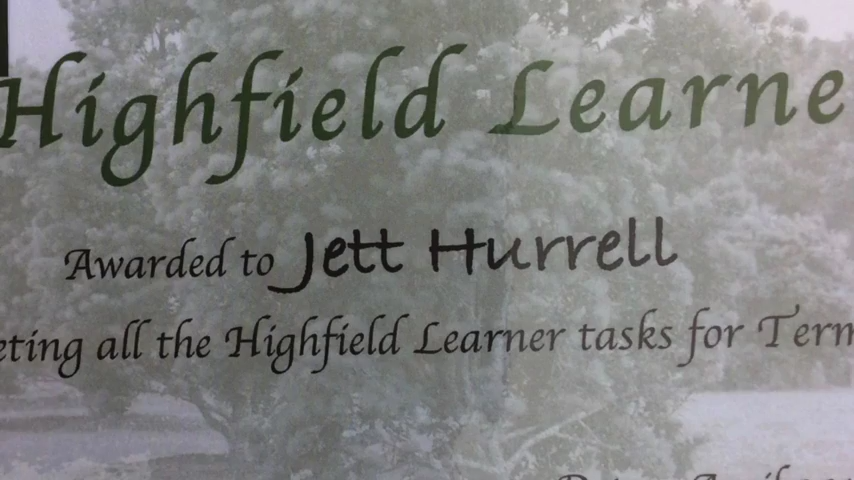 Highfield Learne
Awarded to Jett Hurrell
eting all the Highfield Learner tasks for Term